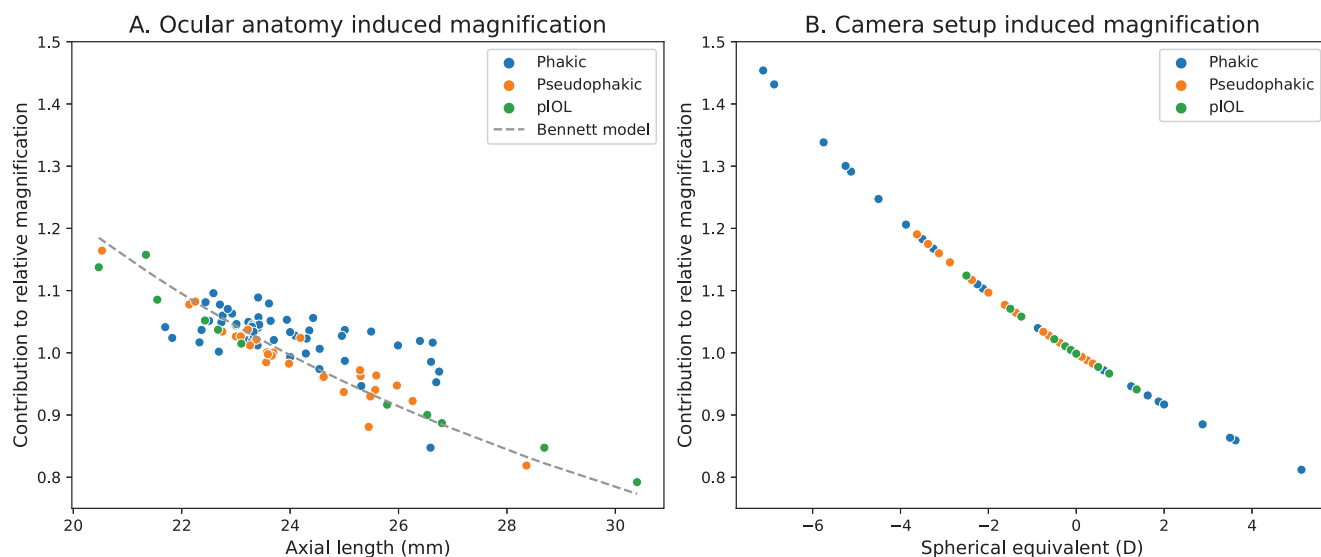 A. Ocular anatomy induced magnification
Contribution to relative magnification
1.5
1.4
1.3
1.2
1.1
1.0
0.9
0.8
Phakic
Pseudophakic
pIOL
Bennett model
20
22
24
26
28
30
Axial length (mm)
B. Camera setup induced magnification
Contribution to relative magnification
1.5
1.4
1.3
1.2
1.1
1.0
0.9
0.8
Phakic
Pseudophakic
pIOL
−6
−4
−2
0
2
4
Spherical equivalent (D)